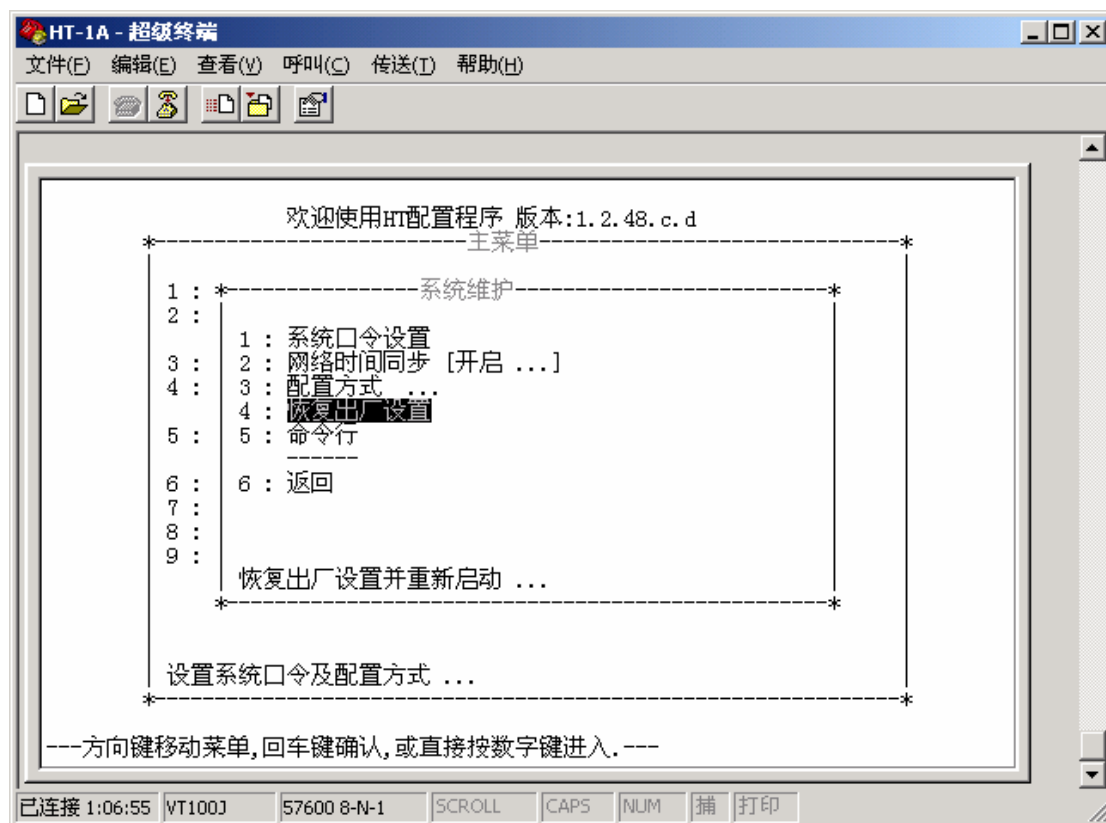 HT-1A - 超级终端
文件(F) 编辑(E) 查看(V) 呼叫(C) 传送(T) 帮助(H)
欢迎使用HT配置程序 版本:1.2.48.c.d
*--------------------------主菜单------------------------------*
1 : *----------------系统维护--------------------------*
2 :
1 : 系统口令设置
3 : 2 : 网络时间同步 [开启 ...]
4 : 3 : 配置方式 ...
4 : 恢复出厂设置
5 : 5 : 命令行
------
6 : 6 : 返回
7 :
8 :
9 :
恢复出厂设置并重新启动 ...
*--------------------------------------------------*
设置系统口令及配置方式 ...
*--------------------------------------------------------------*
---方向键移动菜单,回车键确认,或直接按数字键进入.---
已连接 1:06:55 VT100J 57600 8-N-1 SCROLL CAPS NUM 捕 打印